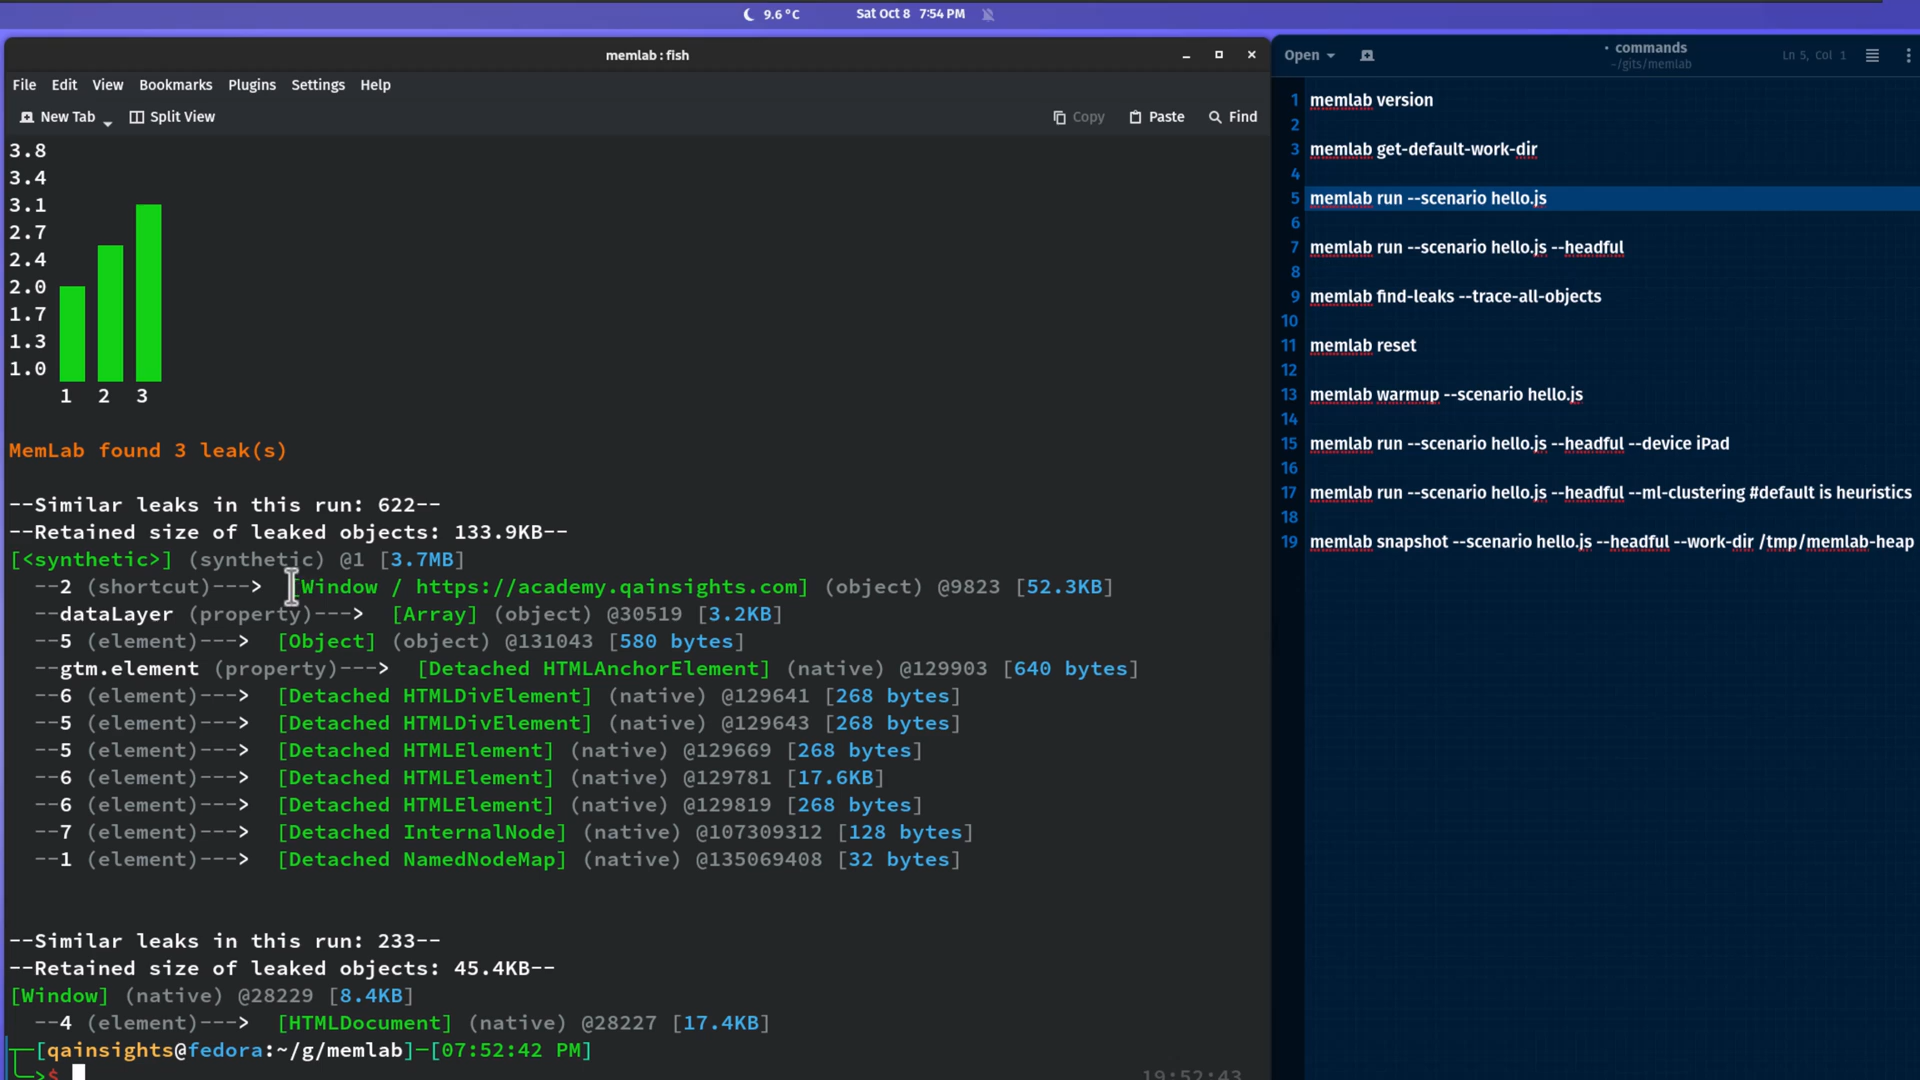 9.6°C Sat Oct 8 7:54 PM
memlab : fish
File Edit View Bookmarks Plugins Settings Help
New Tab Split View Copy Paste Find
3.8
3.4
3.1
2.7
2.4
2.0
1.7
1.3
1.0
1 2 3
MemLab found 3 leak(s)
--Similar leaks in this run: 622--
--Retained size of leaked objects: 133.9KB--
[<synthetic>] (synthetic) @1 [3.7MB]
--2 (shortcut)---> [Window / https://academy.qainsights.com] (object) @9823 [52.3KB]
--dataLayer (property)---> [Array] (object) @30519 [3.2KB]
--5 (element)---> [Object] (object) @131043 [580 bytes]
--gtm.element (property)---> [Detached HTMLAnchorElement] (native) @129903 [640 bytes]
--6 (element)---> [Detached HTMLDivElement] (native) @129641 [268 bytes]
--5 (element)---> [Detached HTMLDivElement] (native) @129643 [268 bytes]
--5 (element)---> [Detached HTMLElement] (native) @129669 [268 bytes]
--6 (element)---> [Detached HTMLElement] (native) @129781 [17.6KB]
--6 (element)---> [Detached HTMLElement] (native) @129819 [268 bytes]
--7 (element)---> [Detached InternalNode] (native) @107309312 [128 bytes]
--1 (element)---> [Detached NamedNodeMap] (native) @135069408 [32 bytes]
--Similar leaks in this run: 233--
--Retained size of leaked objects: 45.4KB--
[Window] (native) @28229 [8.4KB]
--4 (element)---> [HTMLDocument] (native) @28227 [17.4KB]
[qainsights@fedora:~/g/memlab]─[07:52:42 PM]
>$ 19:52:43
Open • commands Ln 5, Col 1
~/gits/memlab
1 memlab version
2
3 memlab get-default-work-dir
4
5 memlab run --scenario hello.js
6
7 memlab run --scenario hello.js --headful
8
9 memlab find-leaks --trace-all-objects
10
11 memlab reset
12
13 memlab warmup --scenario hello.js
14
15 memlab run --scenario hello.js --headful --device iPad
16
17 memlab run --scenario hello.js --headful --ml-clustering #default is heuristics
18
19 memlab snapshot --scenario hello.js --headful --work-dir /tmp/memlab-heap